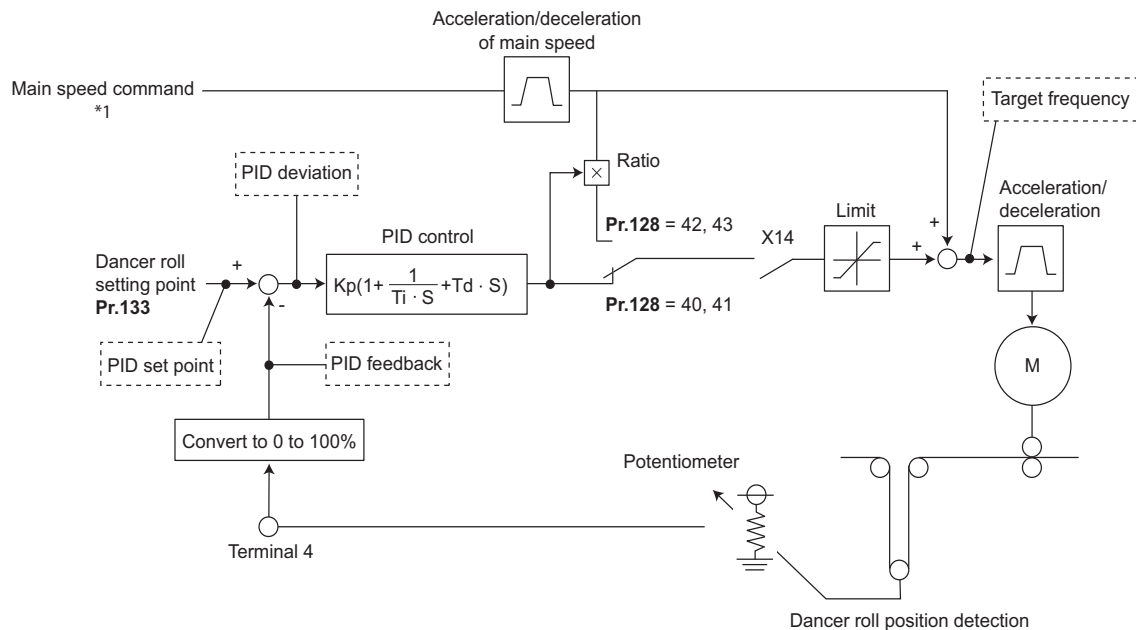 Acceleration/deceleration
of main speed
Main speed command
*1
Target frequency
PID deviation
Ratio
Acceleration/
deceleration
Pr.128 = 42, 43
Limit
X14
PID control
Dancer roll
setting point
Pr.133
+
-
Kp(1+ 1/(Ti · S) +Td · S)
Pr.128 = 40, 41
+
+
PID set point
PID feedback
M
Convert to 0 to 100%
Potentiometer
Terminal 4
Dancer roll position detection